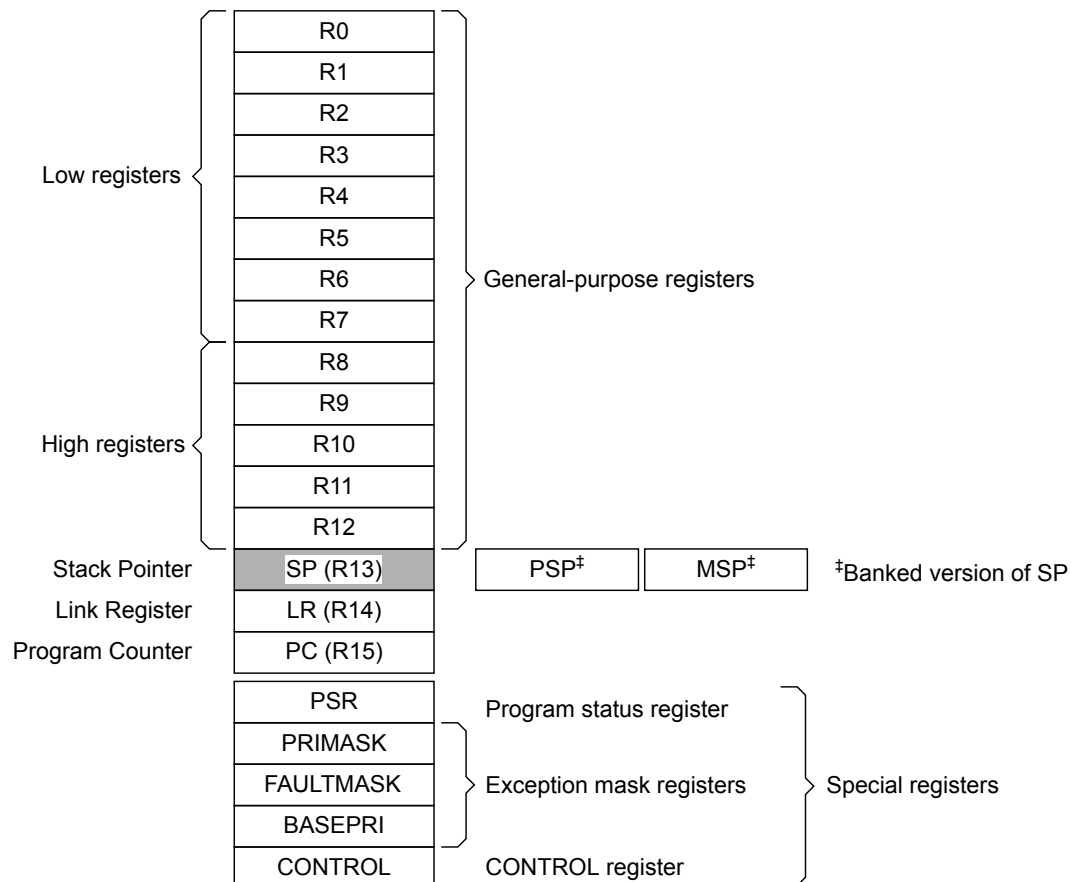 R0
R1
R2
Low registers
R3
R4
R5
R6
General-purpose registers
R7
R8
R9
High registers
R10
R11
R12
Stack Pointer SP (R13) PSP‡ MSP‡ ‡Banked version of SP
Link Register LR (R14)
Program Counter PC (R15)
PSR Program status register
PRIMASK
FAULTMASK Exception mask registers Special registers
BASEPRI
CONTROL CONTROL register